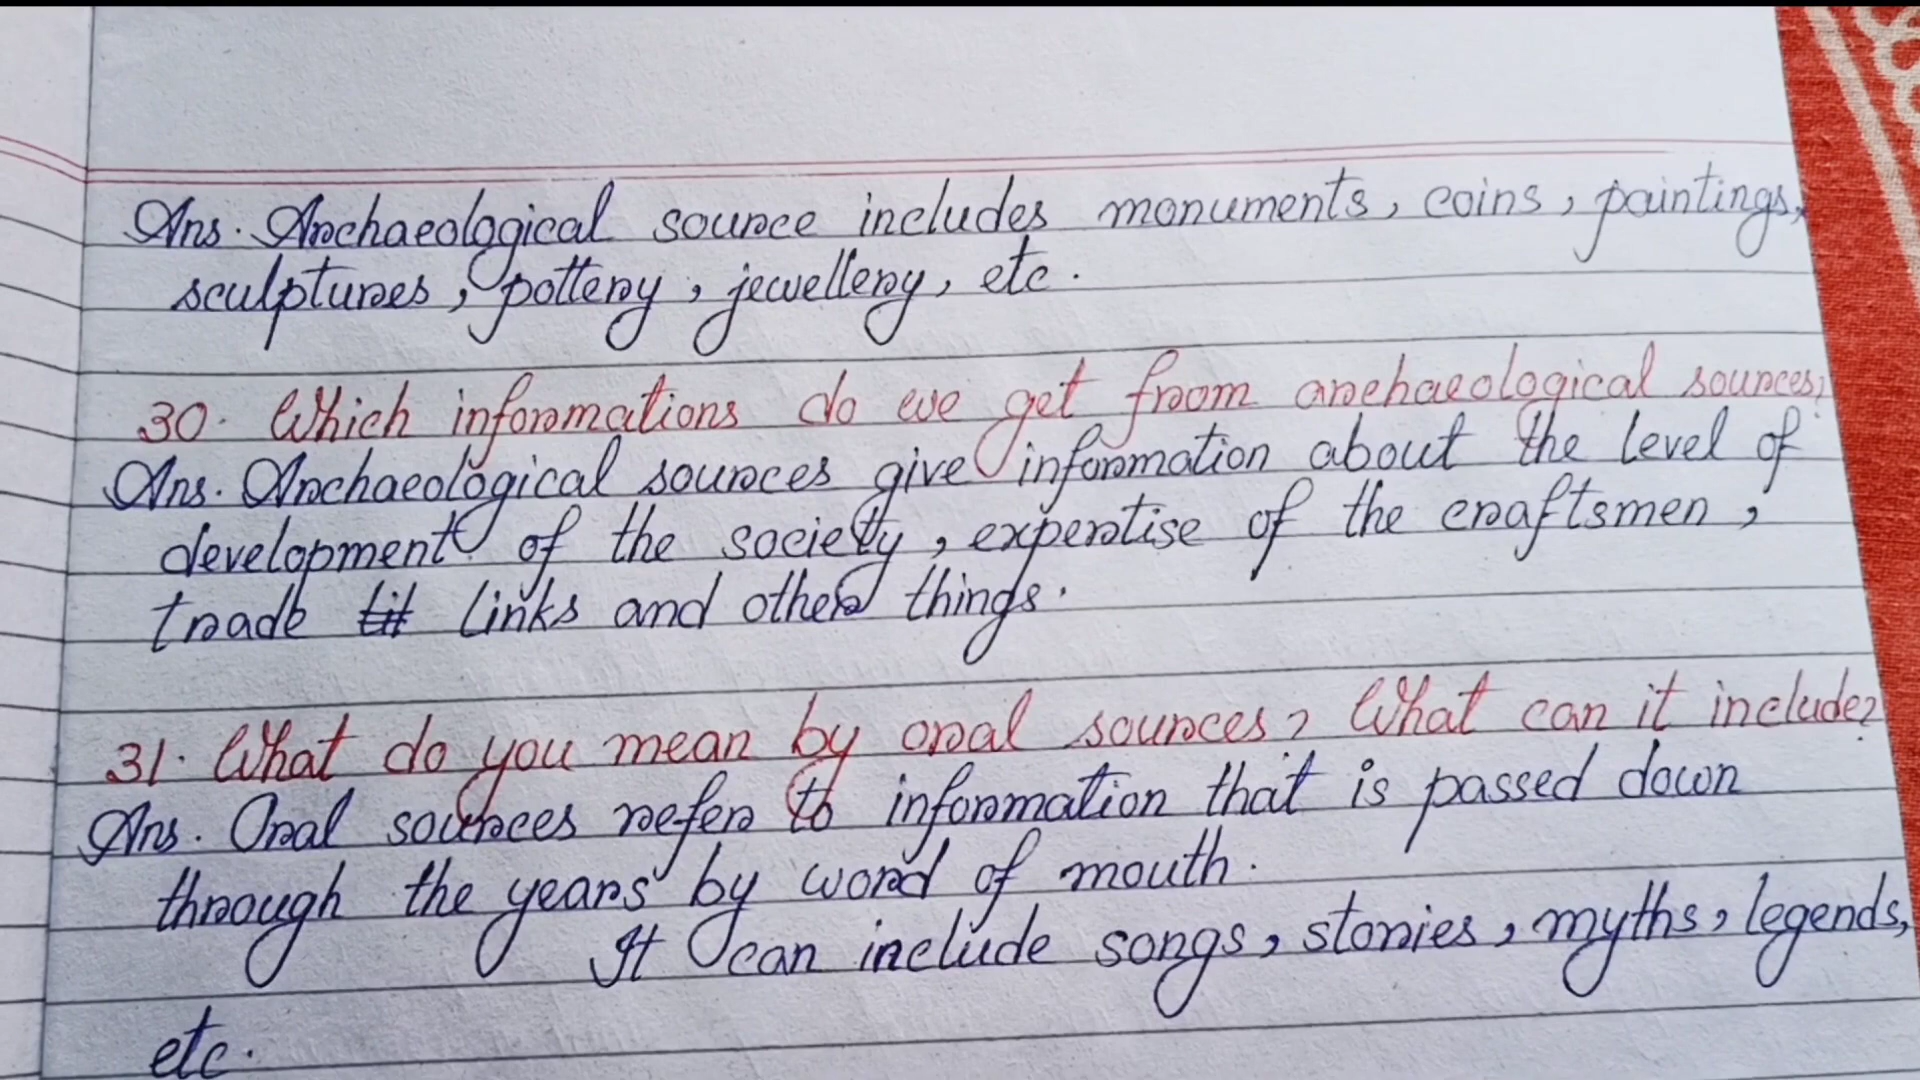 Ans. Archaeological source includes monuments, coins, paintings,
sculptures, pottery, jewellery, etc.
30. Which informations do we get from archaeological sources?
Ans. Archaeological sources give information about the level of
development of the society, expertise of the craftsmen,
trade links and other things.
31. What do you mean by oral sources? What can it include?
Ans. Oral sources refer to information that is passed down
through the years by word of mouth.
It can include songs, stories, myths, legends,
etc.